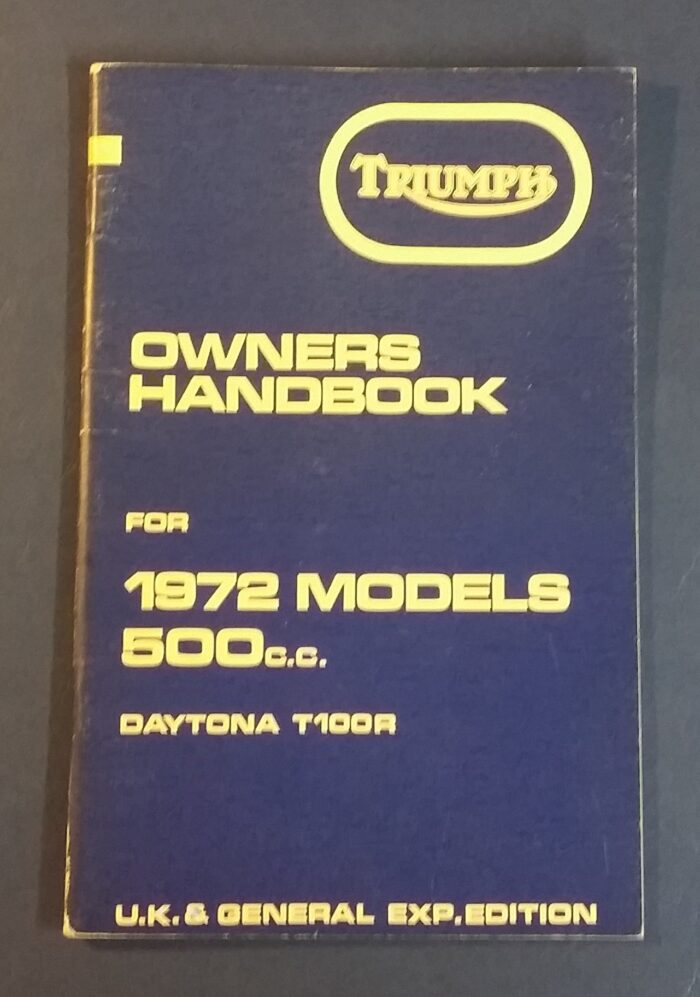 TRIUMPH
OWNERS
HANDBOOK
FOR
1972 MODELS
500c.c.
DAYTONA T100R
U.K. & GENERAL EXP. EDITION